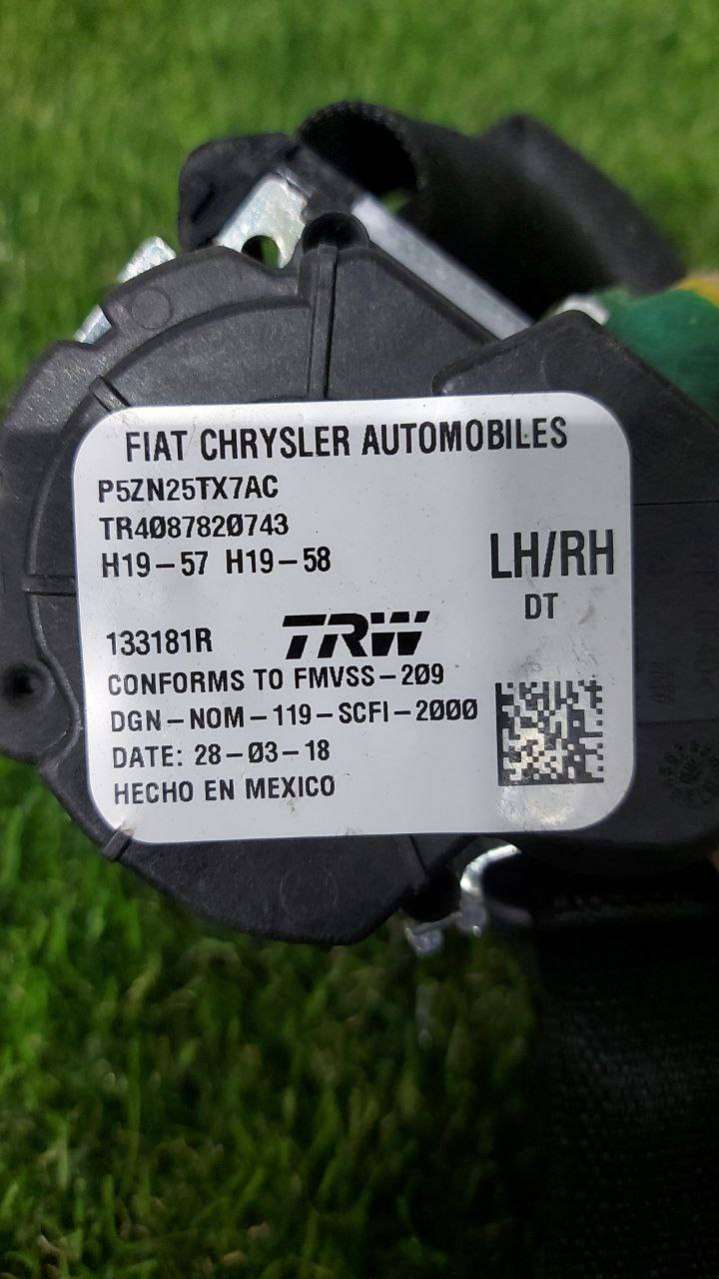 FIAT CHRYSLER AUTOMOBILES
P5ZN25TX7AC
TR4087820743
H19-57 H19-58
LH/RH
DT
133181R
TRW
CONFORMS TO FMVSS-209
DGN-NOM-119-SCFI-2000
DATE: 28-03-18
HECHO EN MEXICO